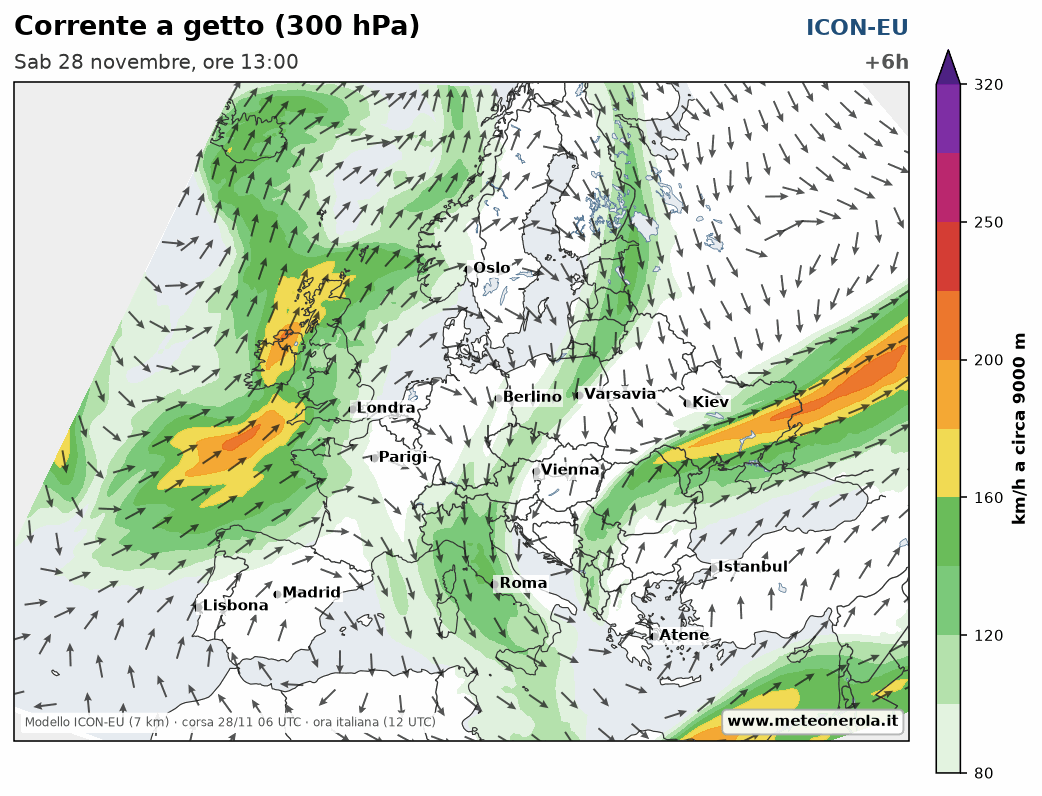 Corrente a getto (300 hPa)
ICON-EU
Sab 28 novembre, ore 13:00
+6h
320
250
200
160
120
80
km/h a circa 9000 m
Oslo
Berlino
Varsavia
Kiev
Londra
Parigi
Vienna
Istanbul
Roma
Madrid
Lisbona
Atene
Modello ICON-EU (7 km) · corsa 28/11 06 UTC · ora italiana (12 UTC)
www.meteonerola.it